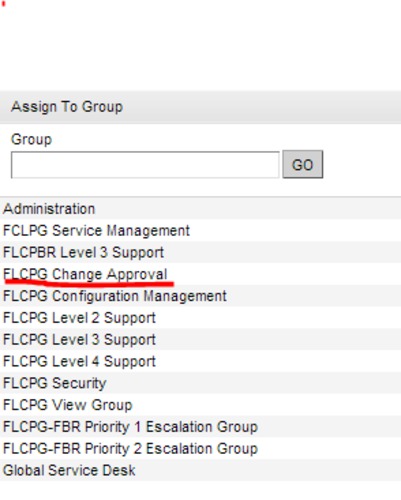 Assign To Group
Group
GO
Administration
FCLPG Service Management
FLCPBR Level 3 Support
FLCPG Change Approval
FLCPG Configuration Management
FLCPG Level 2 Support
FLCPG Level 3 Support
FLCPG Level 4 Support
FLCPG Security
FLCPG View Group
FLCPG-FBR Priority 1 Escalation Group
FLCPG-FBR Priority 2 Escalation Group
Global Service Desk